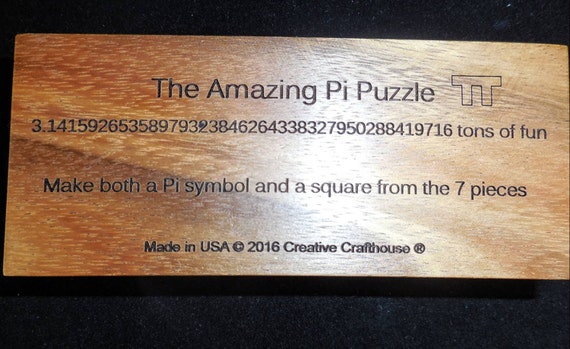 The Amazing Pi Puzzle
3.14159265358979323846264338327950288419716 tons of fun
Make both a Pi symbol and a square from the 7 pieces
Made in USA © 2016 Creative Crafthouse ®